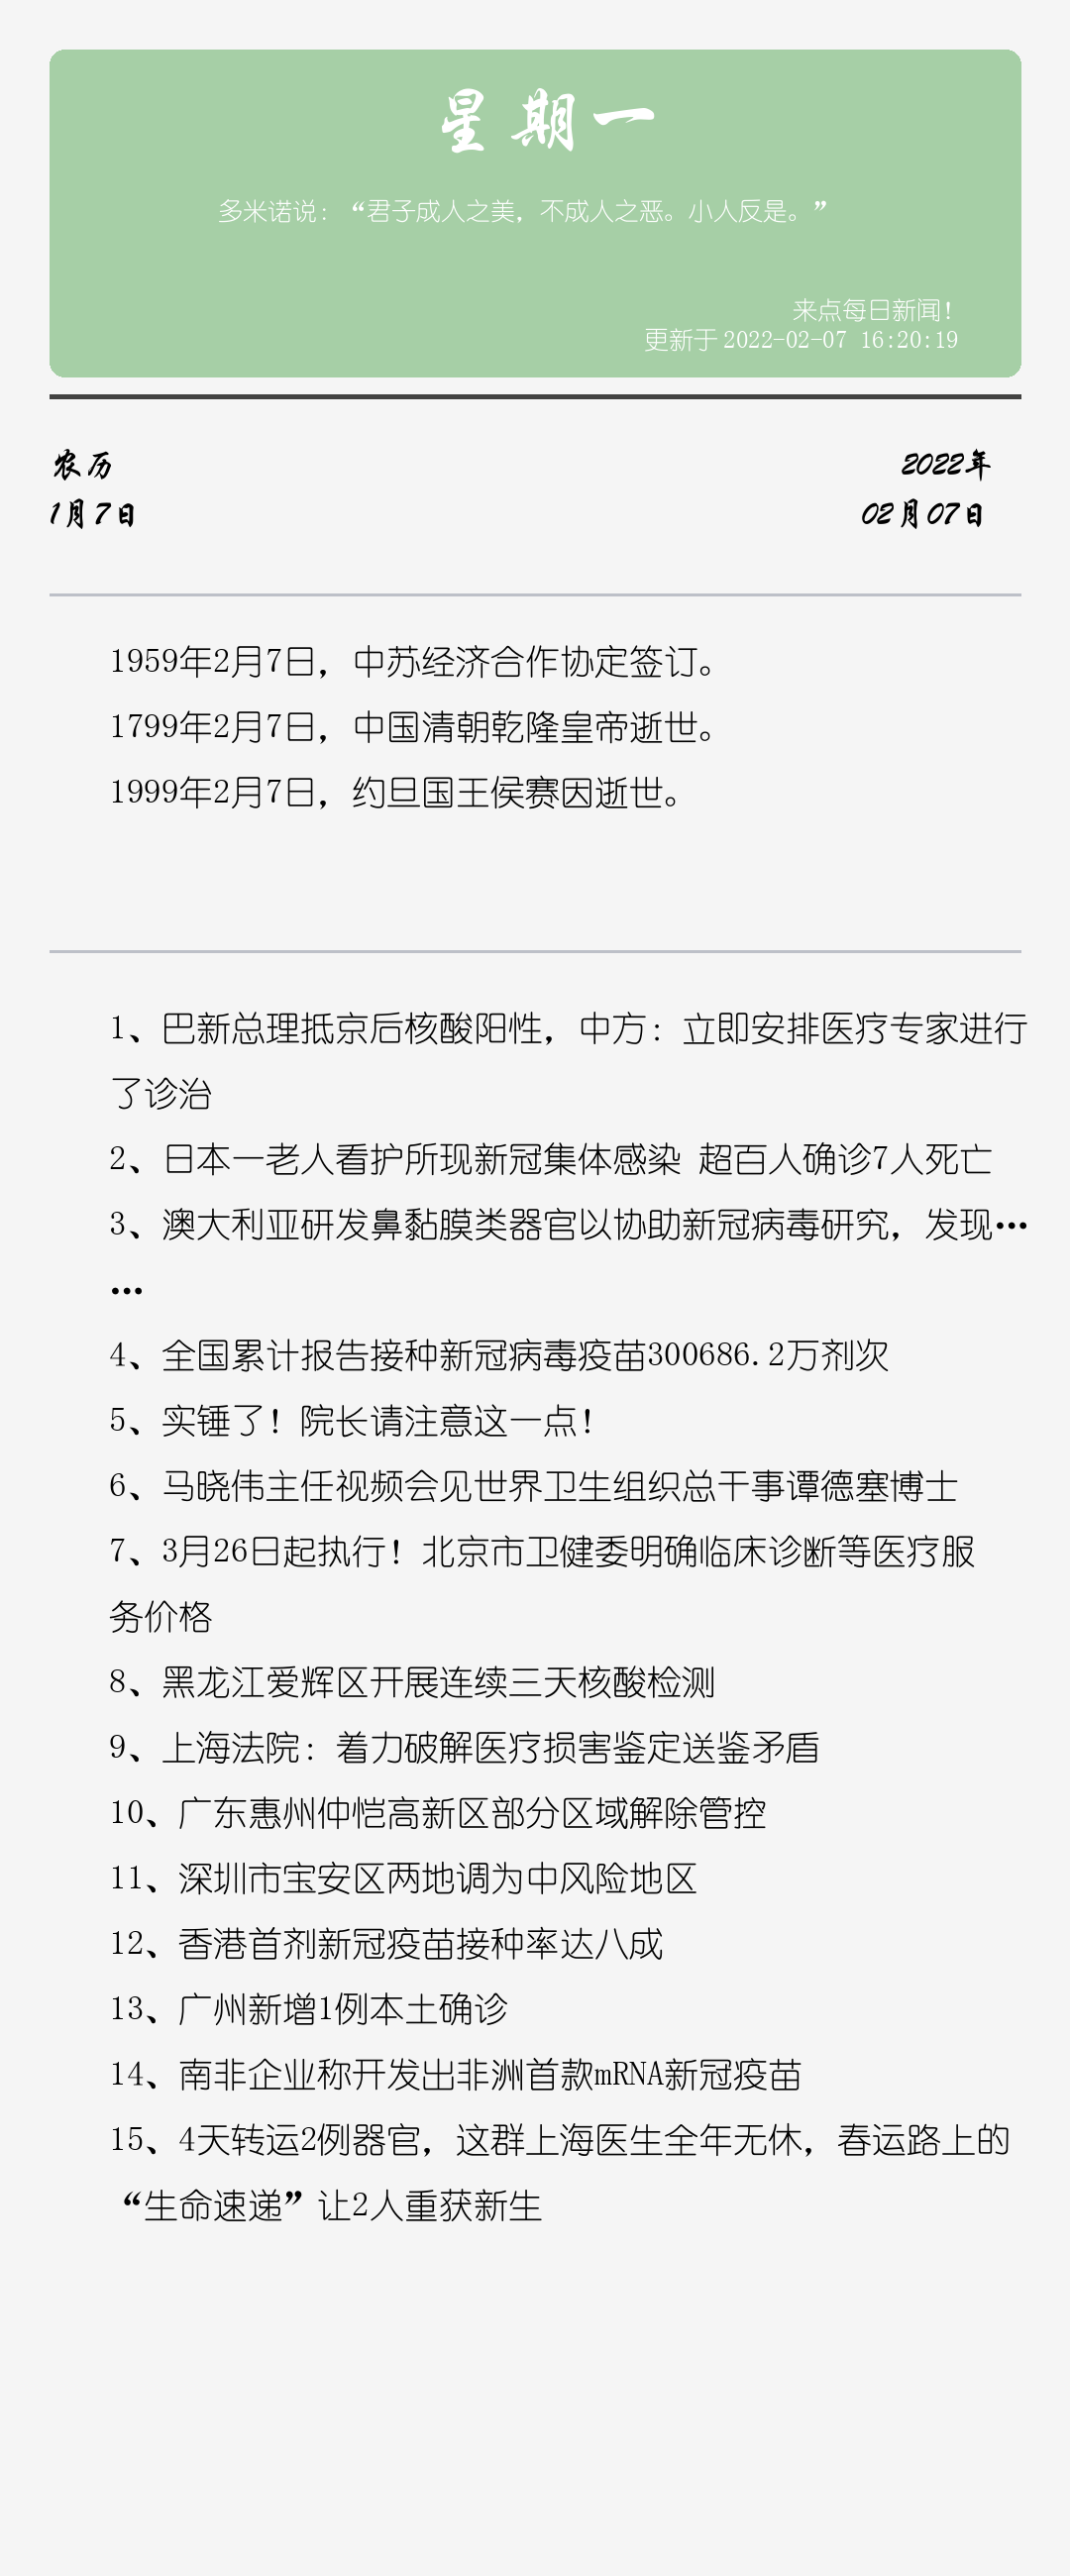 星期一
多米诺说：“君子成人之美，不成人之恶。小人反是。”
来点每日新闻！
更新于 2022-02-07 16:20:19
农历
2022年
1月7日
02月07日
1959年2月7日，中苏经济合作协定签订。
1799年2月7日，中国清朝乾隆皇帝逝世。
1999年2月7日，约旦国王侯赛因逝世。
1、巴新总理抵京后核酸阳性，中方：立即安排医疗专家进行
了诊治
2、日本一老人看护所现新冠集体感染 超百人确诊7人死亡
3、澳大利亚研发鼻黏膜类器官以协助新冠病毒研究，发现…
…
4、全国累计报告接种新冠病毒疫苗300686.2万剂次
5、实锤了！院长请注意这一点！
6、马晓伟主任视频会见世界卫生组织总干事谭德塞博士
7、3月26日起执行！北京市卫健委明确临床诊断等医疗服
务价格
8、黑龙江爱辉区开展连续三天核酸检测
9、上海法院：着力破解医疗损害鉴定送鉴矛盾
10、广东惠州仲恺高新区部分区域解除管控
11、深圳市宝安区两地调为中风险地区
12、香港首剂新冠疫苗接种率达八成
13、广州新增1例本土确诊
14、南非企业称开发出非洲首款mRNA新冠疫苗
15、4天转运2例器官，这群上海医生全年无休，春运路上的
“生命速递”让2人重获新生